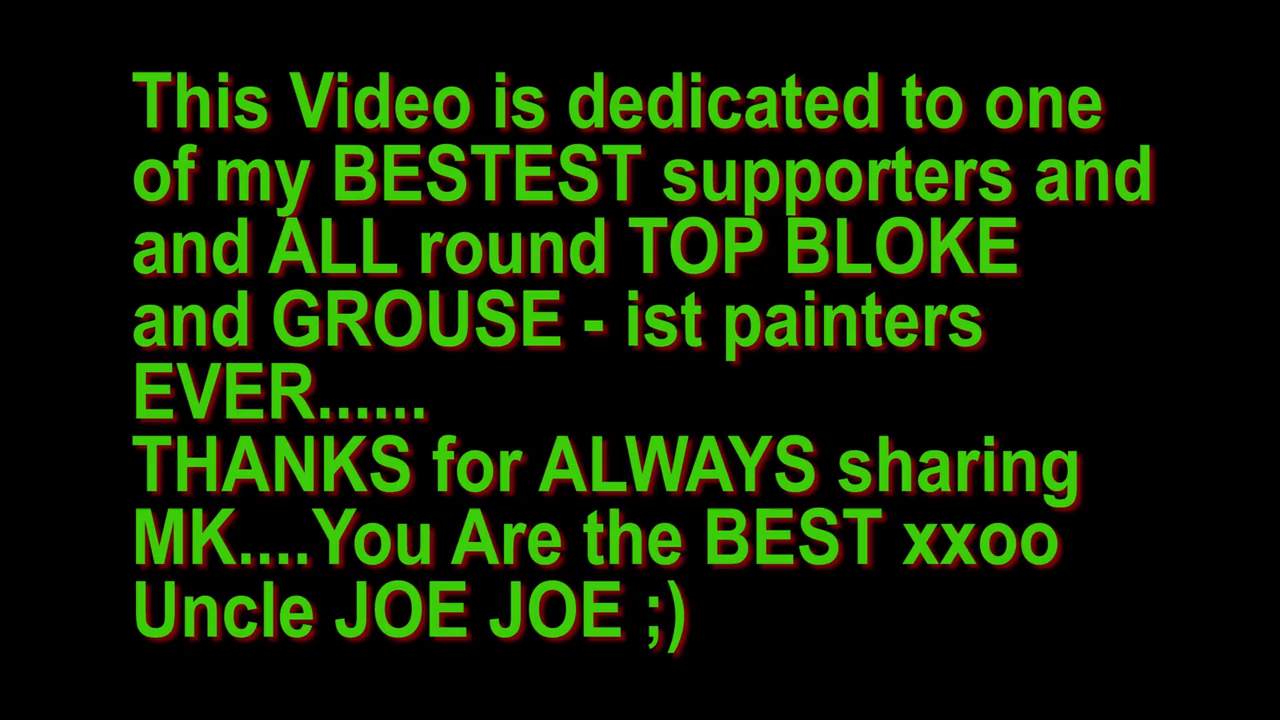 This Video is dedicated to one
of my BESTEST supporters and
and ALL round TOP BLOKE
and GROUSE - ist painters
EVER......
THANKS for ALWAYS sharing
MK....You Are the BEST xxoo
Uncle JOE JOE ;)